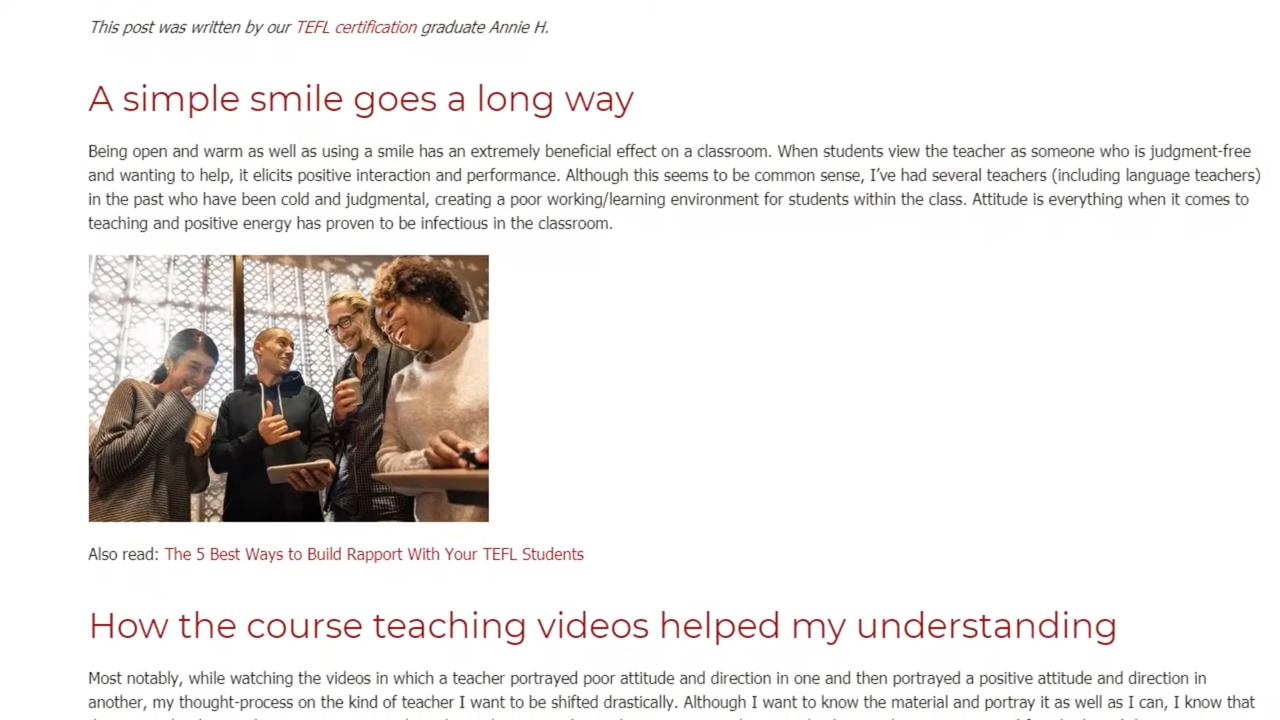 This post was written by our TEFL certification graduate Annie H.
A simple smile goes a long way
Being open and warm as well as using a smile has an extremely beneficial effect on a classroom. When students view the teacher as someone who is judgment-free
and wanting to help, it elicits positive interaction and performance. Although this seems to be common sense, I’ve had several teachers (including language teachers)
in the past who have been cold and judgmental, creating a poor working/learning environment for students within the class. Attitude is everything when it comes to
teaching and positive energy has proven to be infectious in the classroom.
Also read: The 5 Best Ways to Build Rapport With Your TEFL Students
How the course teaching videos helped my understanding
Most notably, while watching the videos in which a teacher portrayed poor attitude and direction in one and then portrayed a positive attitude and direction in
another, my thought-process on the kind of teacher I want to be shifted drastically. Although I want to know the material and portray it as well as I can, I know that